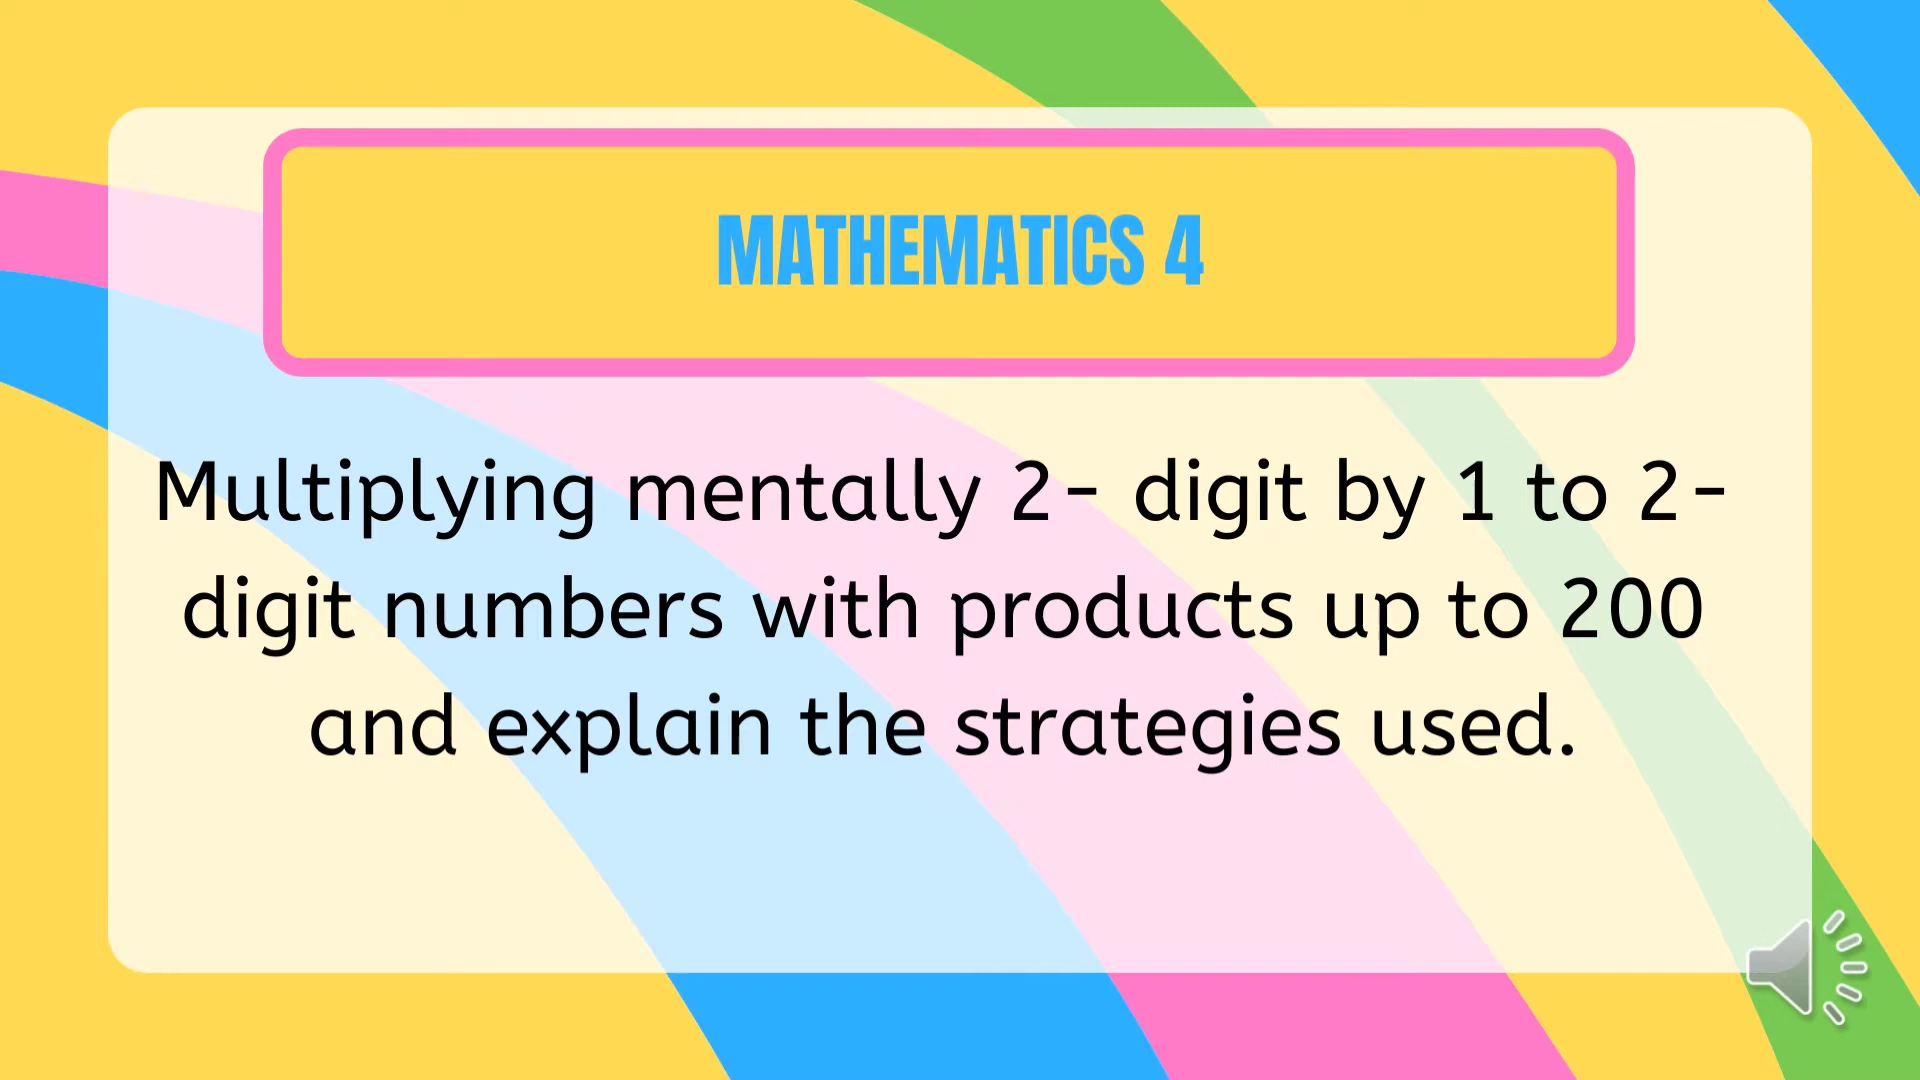 MATHEMATICS 4
Multiplying mentally 2- digit by 1 to 2-
digit numbers with products up to 200
and explain the strategies used.